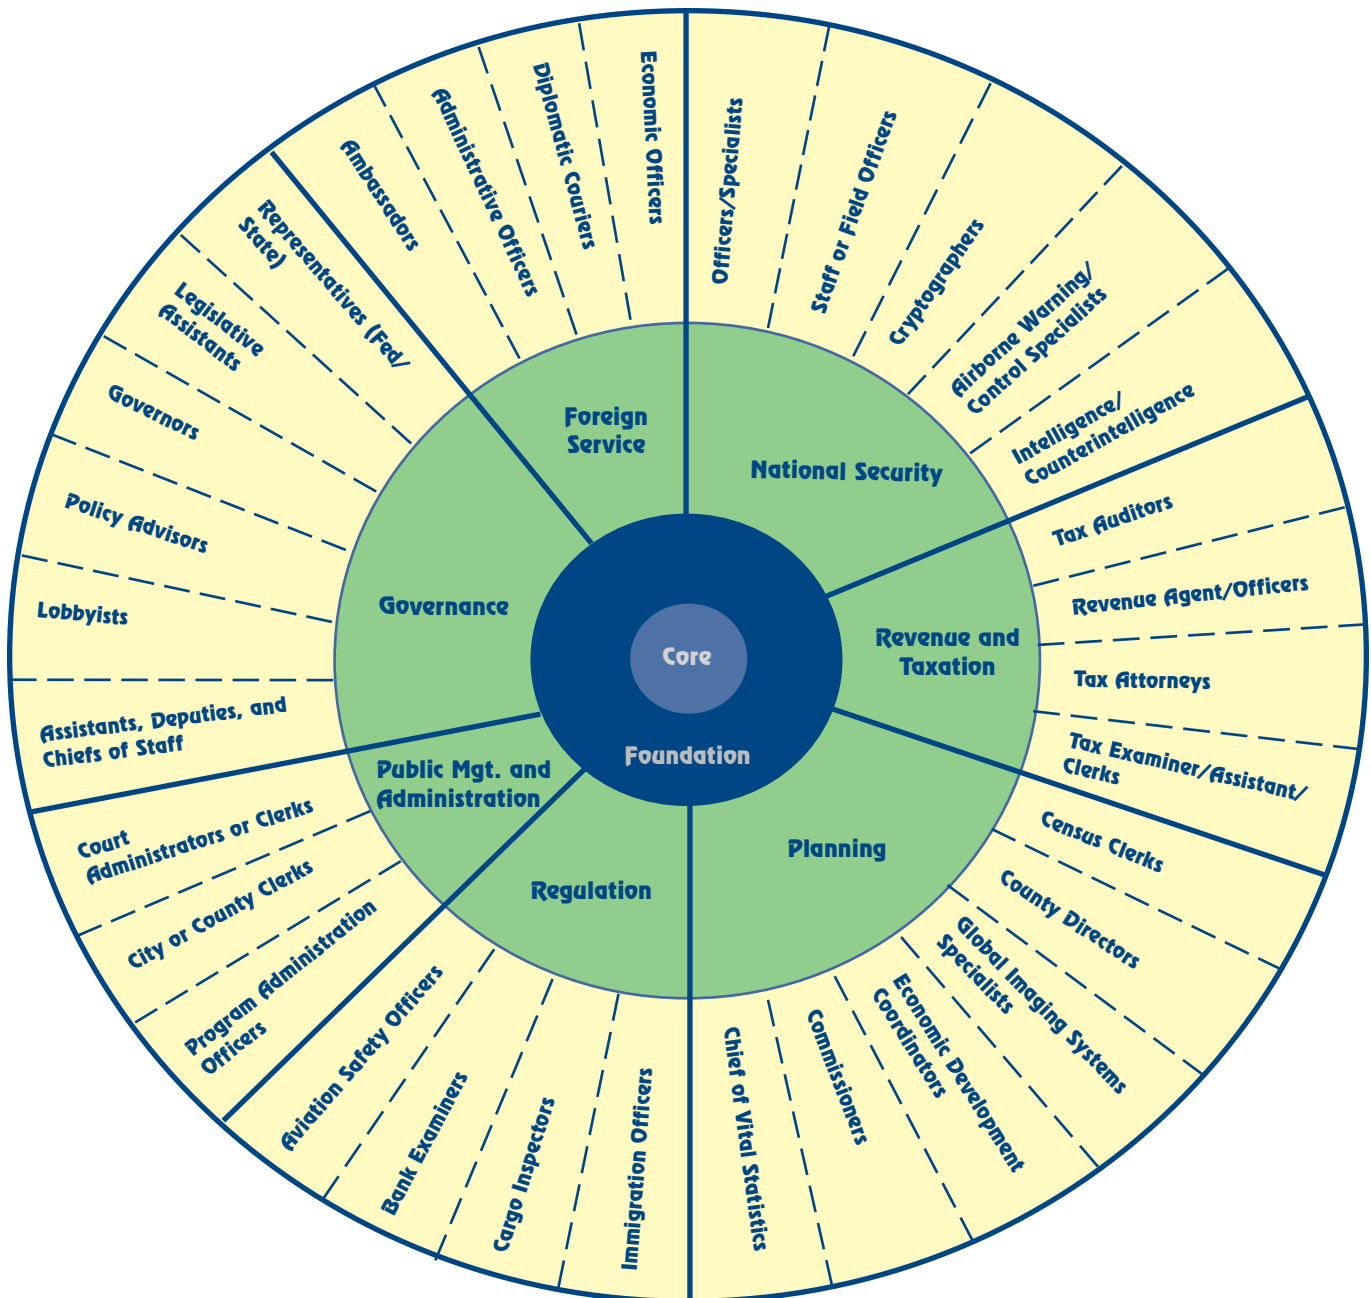 Core
Foundation
Foreign
Service
National Security
Revenue and
Taxation
Planning
Regulation
Public Mgt. and
Administration
Governance
Economic Officers
Diplomatic Couriers
Administrative Officers
Ambassadors
Officers/Specialists
Staff or Field Officers
Cryptographers
Airborne Warning/
Control Specialists
Intelligence/
Counterintelligence
Tax Auditors
Revenue Agent/Officers
Tax Attorneys
Tax Examiner/Assistant/
Clerks
Census Clerks
County Directors
Global Imaging Systems
Specialists
Economic Development
Coordinators
Commissioners
Chief of Vital Statistics
Immigration Officers
Cargo Inspectors
Bank Examiners
Aviation Safety Officers
Program Administration
Officers
City or County Clerks
Court
Administrators or Clerks
Assistants, Deputies, and
Chiefs of Staff
Lobbyists
Policy Advisors
Governors
Legislative
Assistants
Representatives (Fed/
State)